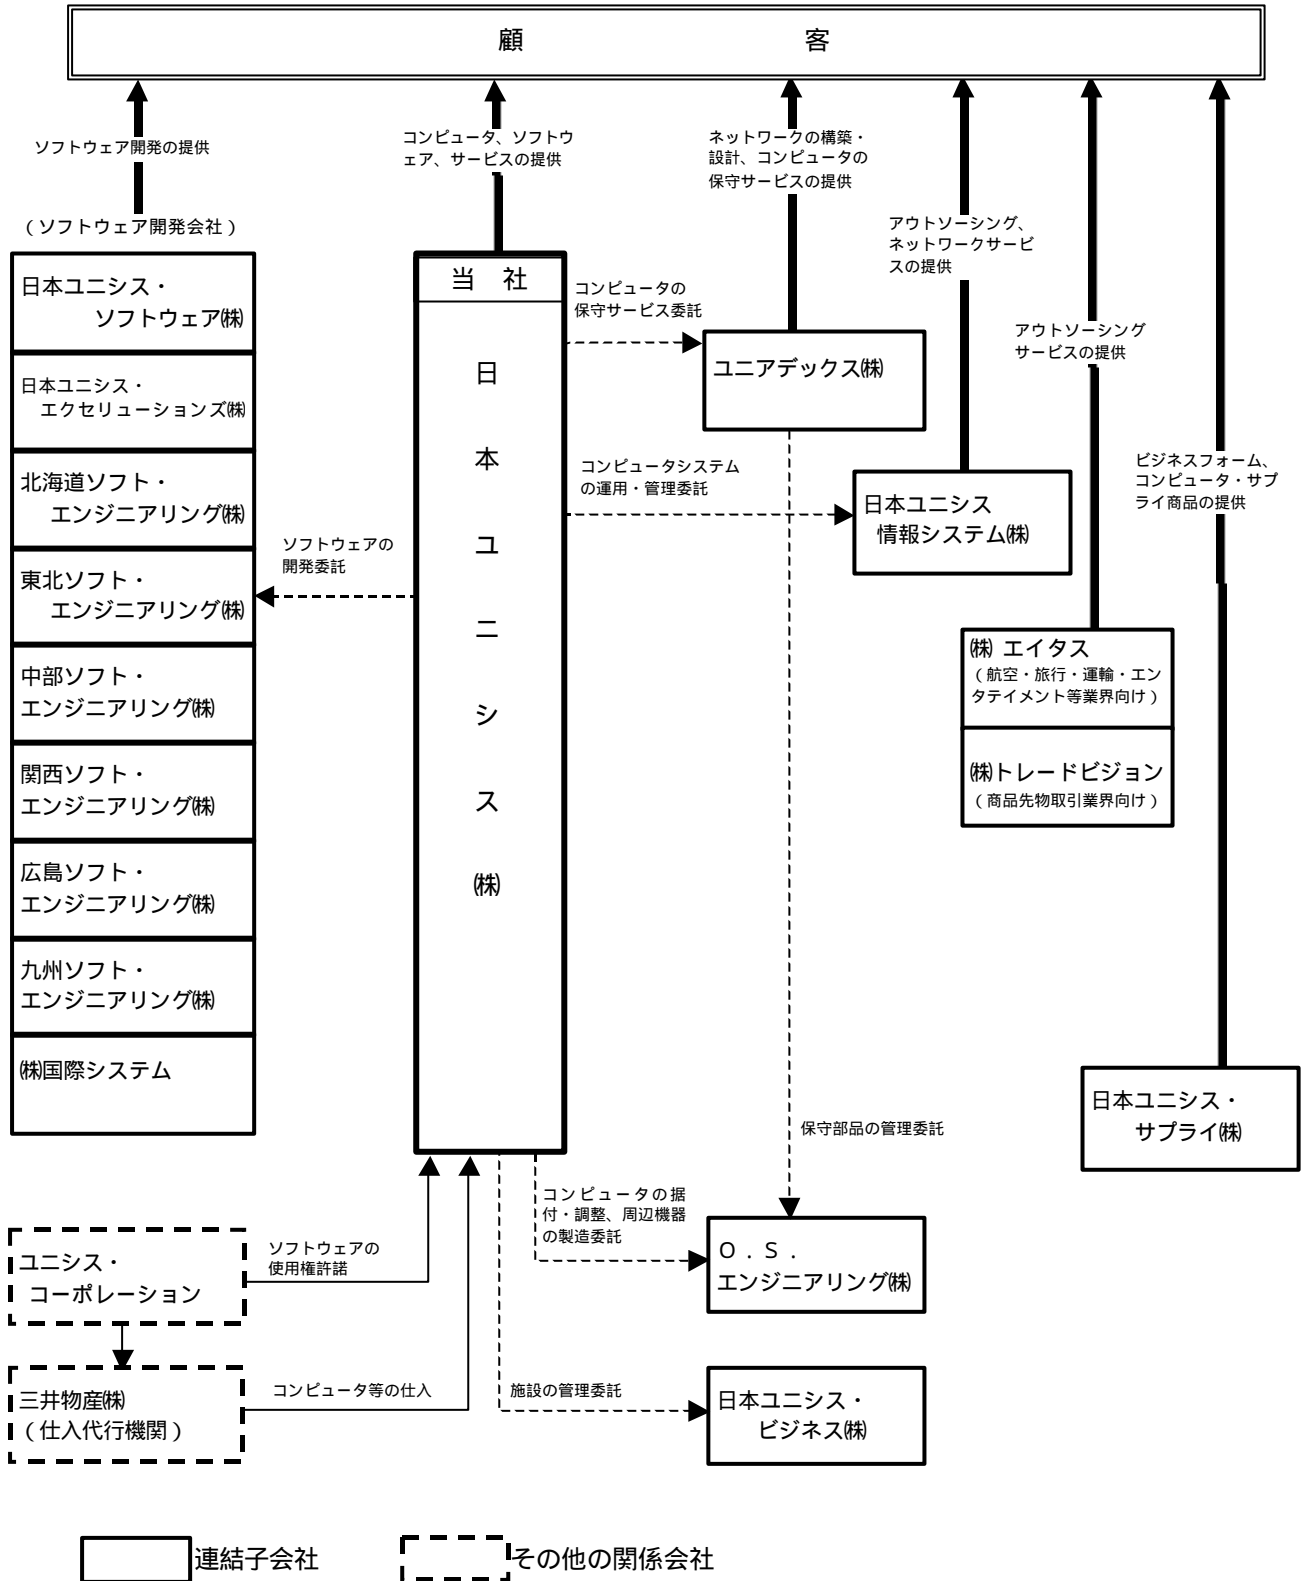 顧　客
ソフトウェア開発の提供
（ソフトウェア開発会社）
日本ユニシス・
ソフトウェア㈱
日本ユニシス・
エクセリューションズ㈱
北海道ソフト・
エンジニアリング㈱
東北ソフト・
エンジニアリング㈱
中部ソフト・
エンジニアリング㈱
関西ソフト・
エンジニアリング㈱
広島ソフト・
エンジニアリング㈱
九州ソフト・
エンジニアリング㈱
㈱国際システム
ソフトウェアの
開発委託
コンピュータ、ソフトウ
ェア、サービスの提供
当　社
日本ユニシス㈱
コンピュータの
保守サービス委託
コンピュータシステム
の運用・管理委託
ネットワークの構築・
設計、コンピュータの
保守サービスの提供
ユニアデックス㈱
アウトソーシング、
ネットワークサービ
スの提供
日本ユニシス
情報システム㈱
アウトソーシング
サービスの提供
㈱ エイタス
（航空・旅行・運輸・エン
タテイメント等業界向け）
㈱トレードビジョン
（商品先物取引業界向け）
ビジネスフォーム、
コンピュータ・サプ
ライ商品の提供
日本ユニシス・
サプライ㈱
保守部品の管理委託
コンピュータの据
付・調整、周辺機器
の製造委託
Ｏ．Ｓ．
エンジニアリング㈱
ユニシス・
コーポレーション
ソフトウェアの
使用権許諾
三井物産㈱
（仕入代行機関）
コンピュータ等の仕入
施設の管理委託
日本ユニシス・
ビジネス㈱
連結子会社
その他の関係会社